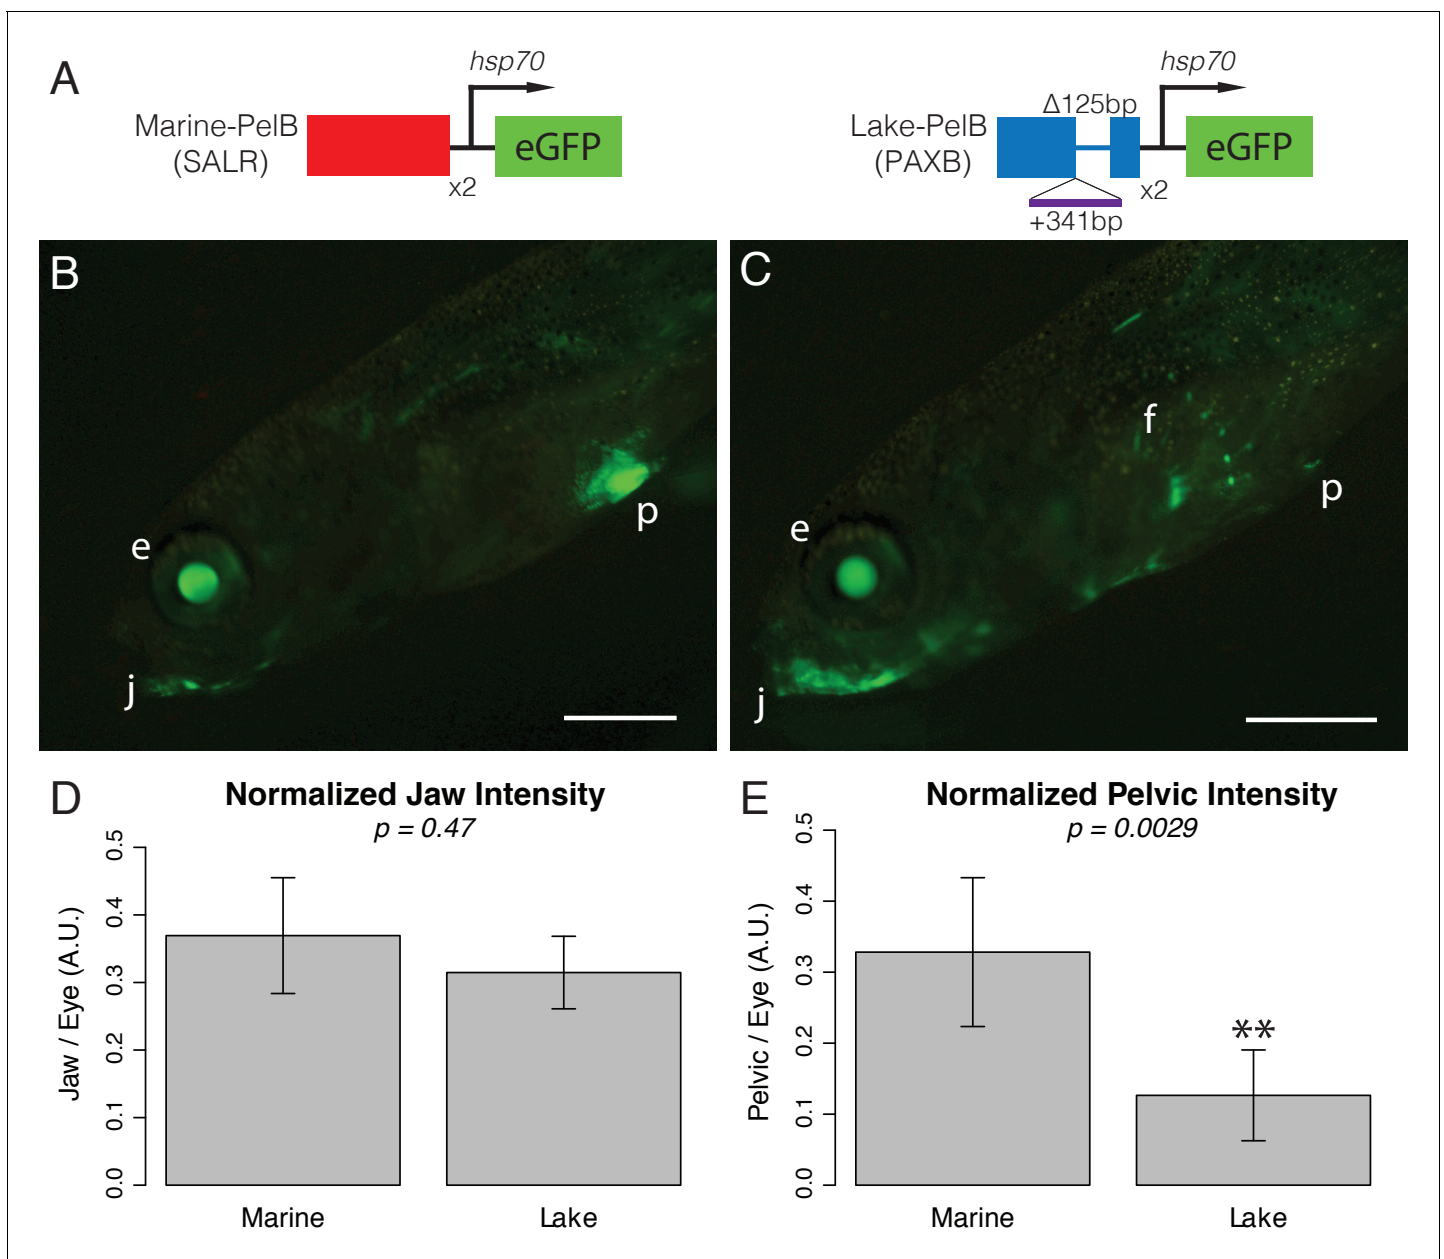 A
Marine-PelB
(SALR)
hsp70
eGFP
x2
Lake-PelB
(PAXB)
Δ125bp
hsp70
eGFP
x2
+341bp
B
e
j
p
C
e
f
p
j
D
Normalized Jaw Intensity
p = 0.47
Jaw / Eye (A.U.)
0.5
0.4
0.3
0.2
0.1
0.0
Marine
Lake
E
Normalized Pelvic Intensity
p = 0.0029
Pelvic / Eye (A.U.)
0.5
0.4
0.3
0.2
0.1
0.0
**
Marine
Lake